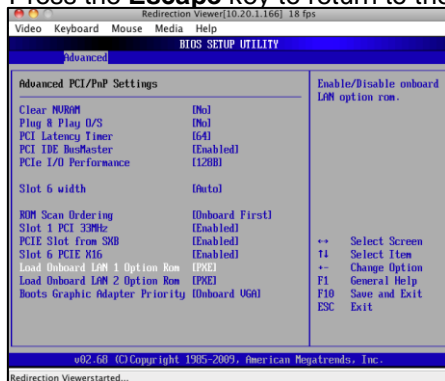 Press the Escape key to return to the
Redirection Viewer[10.20.1.166] 18 fps
Video Keyboard Mouse Media Help
BIOS SETUP UTILITY
Advanced
Advanced PCI/PnP Settings
Enable/Disable onboard
LAN option rom.
Clear NVRAM [No]
Plug & Play O/S [No]
PCI Latency Timer [64]
PCI IDE BusMaster [Enabled]
PCIe I/O Performance [128B]
Slot 6 width [Auto]
ROM Scan Ordering [Onboard First]
Slot 1 PCI 33MHz [Enabled]
PCIE Slot from SXB [Enabled]
Slot 6 PCIE X16 [Enabled]
Load Onboard LAN 1 Option Rom [PXE]
Load Onboard LAN 2 Option Rom [PXE]
Boots Graphic Adapter Priority [Onboard VGA]
↔ Select Screen
↑↓ Select Item
+- Change Option
F1 General Help
F10 Save and Exit
ESC Exit
v02.68 (C)Copyright 1985-2009, American Megatrends, Inc.
Redirection Viewerstarted...